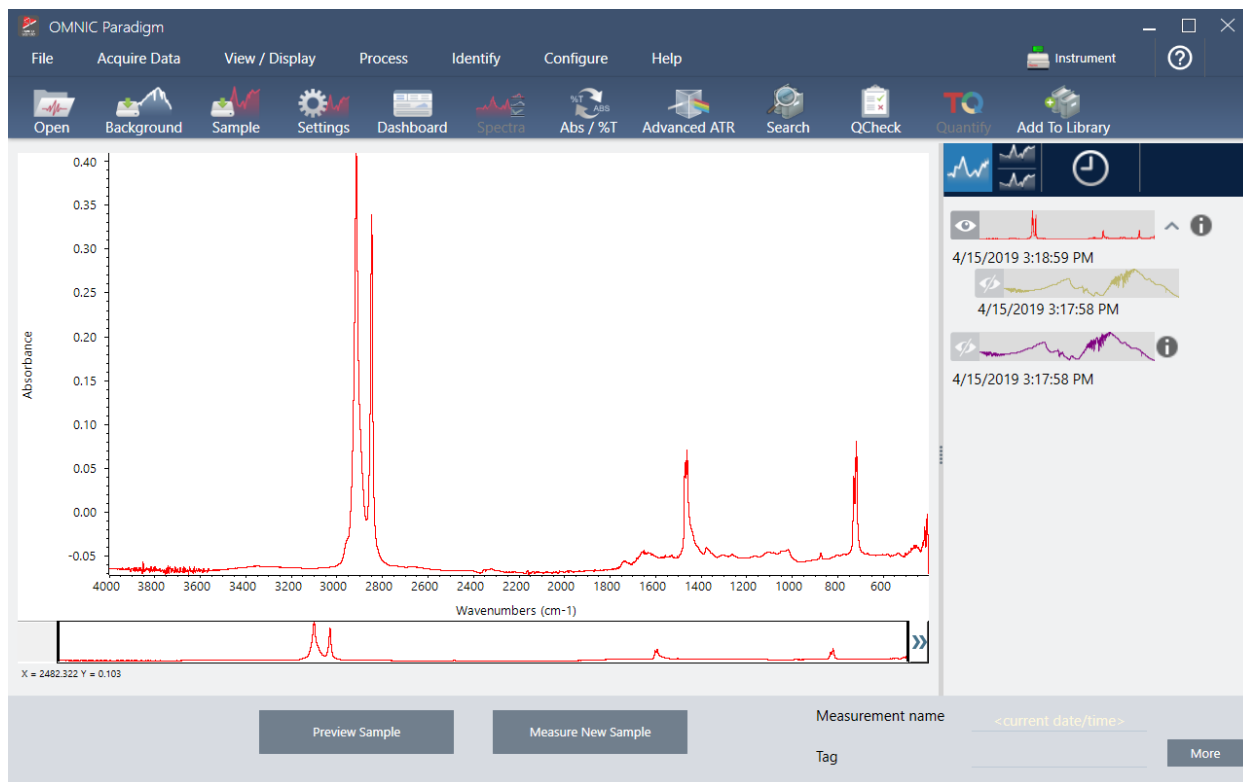 OMNIC Paradigm
File Acquire Data View / Display Process Identify Configure Help Instrument ?
%T ABS TQ
Open Background Sample Settings Dashboard Spectra Abs / %T Advanced ATR Search QCheck Quantify Add To Library
0.40
0.35
0.30
0.25
0.20
0.15
0.10
0.05
0.00
-0.05
Absorbance
4000 3800 3600 3400 3200 3000 2800 2600 2400 2200 2000 1800 1600 1400 1200 1000 800 600
Wavenumbers (cm-1)
X = 2482.322 Y = 0.103
4/15/2019 3:18:59 PM
4/15/2019 3:17:58 PM
4/15/2019 3:17:58 PM
Preview Sample Measure New Sample
Measurement name <current date/time>
Tag
More